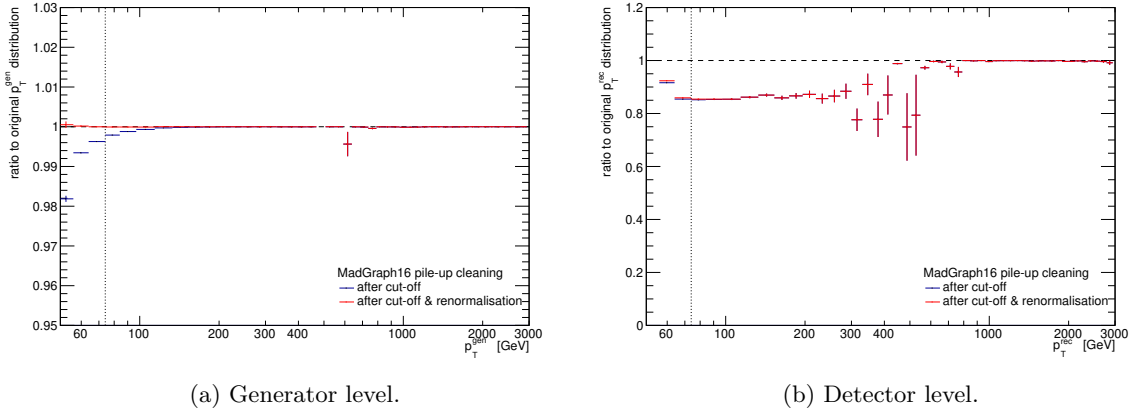 ratio to original p_T^gen distribution
1.03
1.02
1.01
1
0.99
0.98
0.97
0.96
0.95
MadGraph16 pile-up cleaning
after cut-off
after cut-off & renormalisation
60 100 200 300 400 1000 2000 3000
p_T^gen [GeV]
(a) Generator level.
ratio to original p_T^rec distribution
1.2
1
0.8
0.6
0.4
0.2
0
MadGraph16 pile-up cleaning
after cut-off
after cut-off & renormalisation
60 100 200 300 400 1000 2000 3000
p_T^rec [GeV]
(b) Detector level.